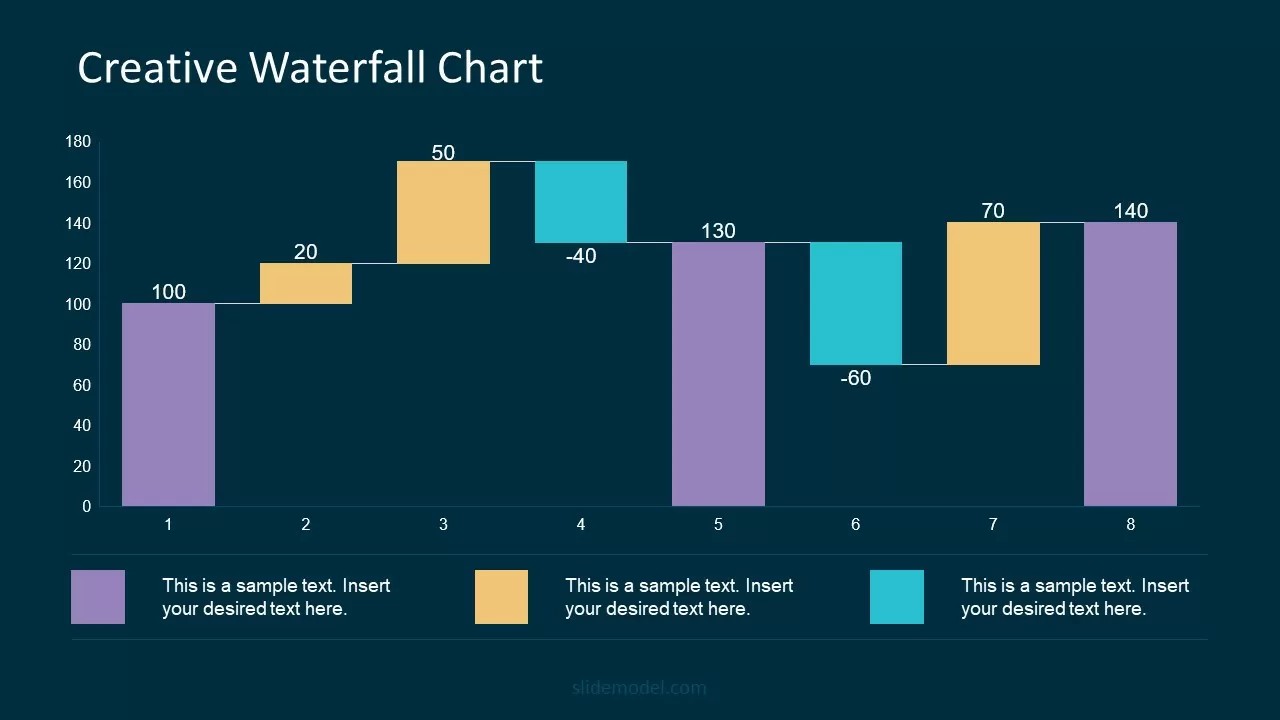 Creative Waterfall Chart
180
160
140
120
100
80
60
40
20
0
100
20
50
-40
130
-60
70
140
1 2 3 4 5 6 7 8
This is a sample text. Insert
your desired text here.
This is a sample text. Insert
your desired text here.
This is a sample text. Insert
your desired text here.
slidemodel.com